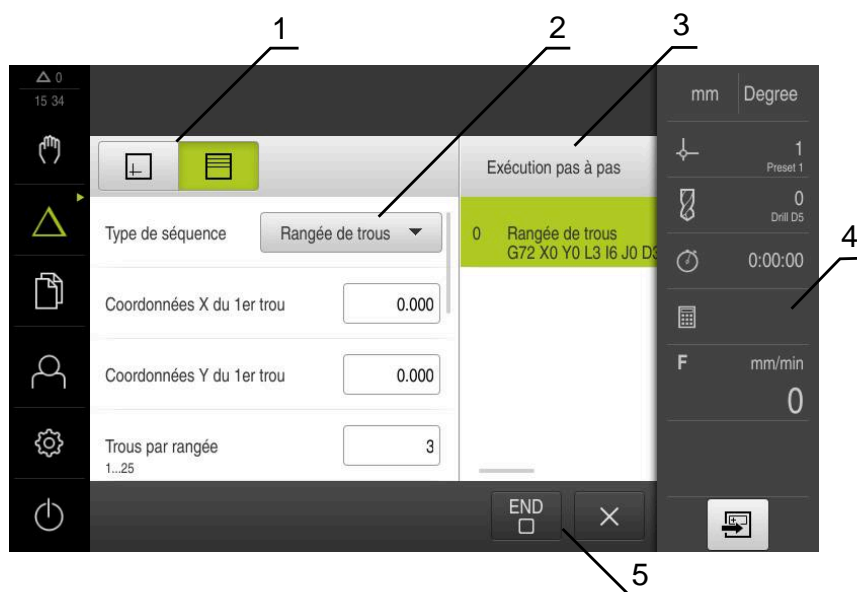 1
2
3
0
15 34
mm Degree
1
Preset 1
Exécution pas à pas
0
Drill D5
Type de séquence
Rangée de trous
0 Rangée de trous
G72 X0 Y0 L3 I6 J0 D3
4
0:00:00
Coordonnées X du 1er trou
0.000
Coordonnées Y du 1er trou
0.000
F mm/min
0
Trous par rangée
3
1...25
END
5